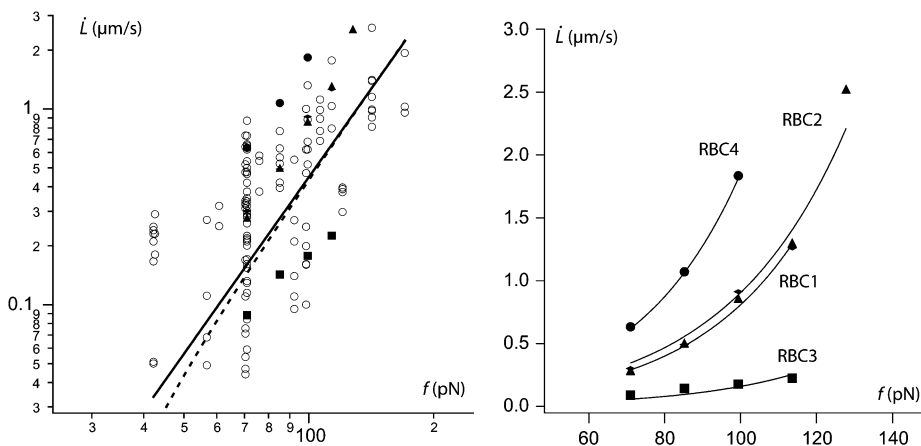 3
L̇ (μm/s)
2
1
9
8
7
6
5
4
3
2
0.1
9
8
7
6
5
4
3
f (pN)
3 4 5 6 7 8 9 100 2
L̇ (μm/s)
3.0
2.5
2.0
1.5
1.0
0.5
0.0
RBC2
RBC4
RBC1
RBC3
f (pN)
60 80 100 120 140